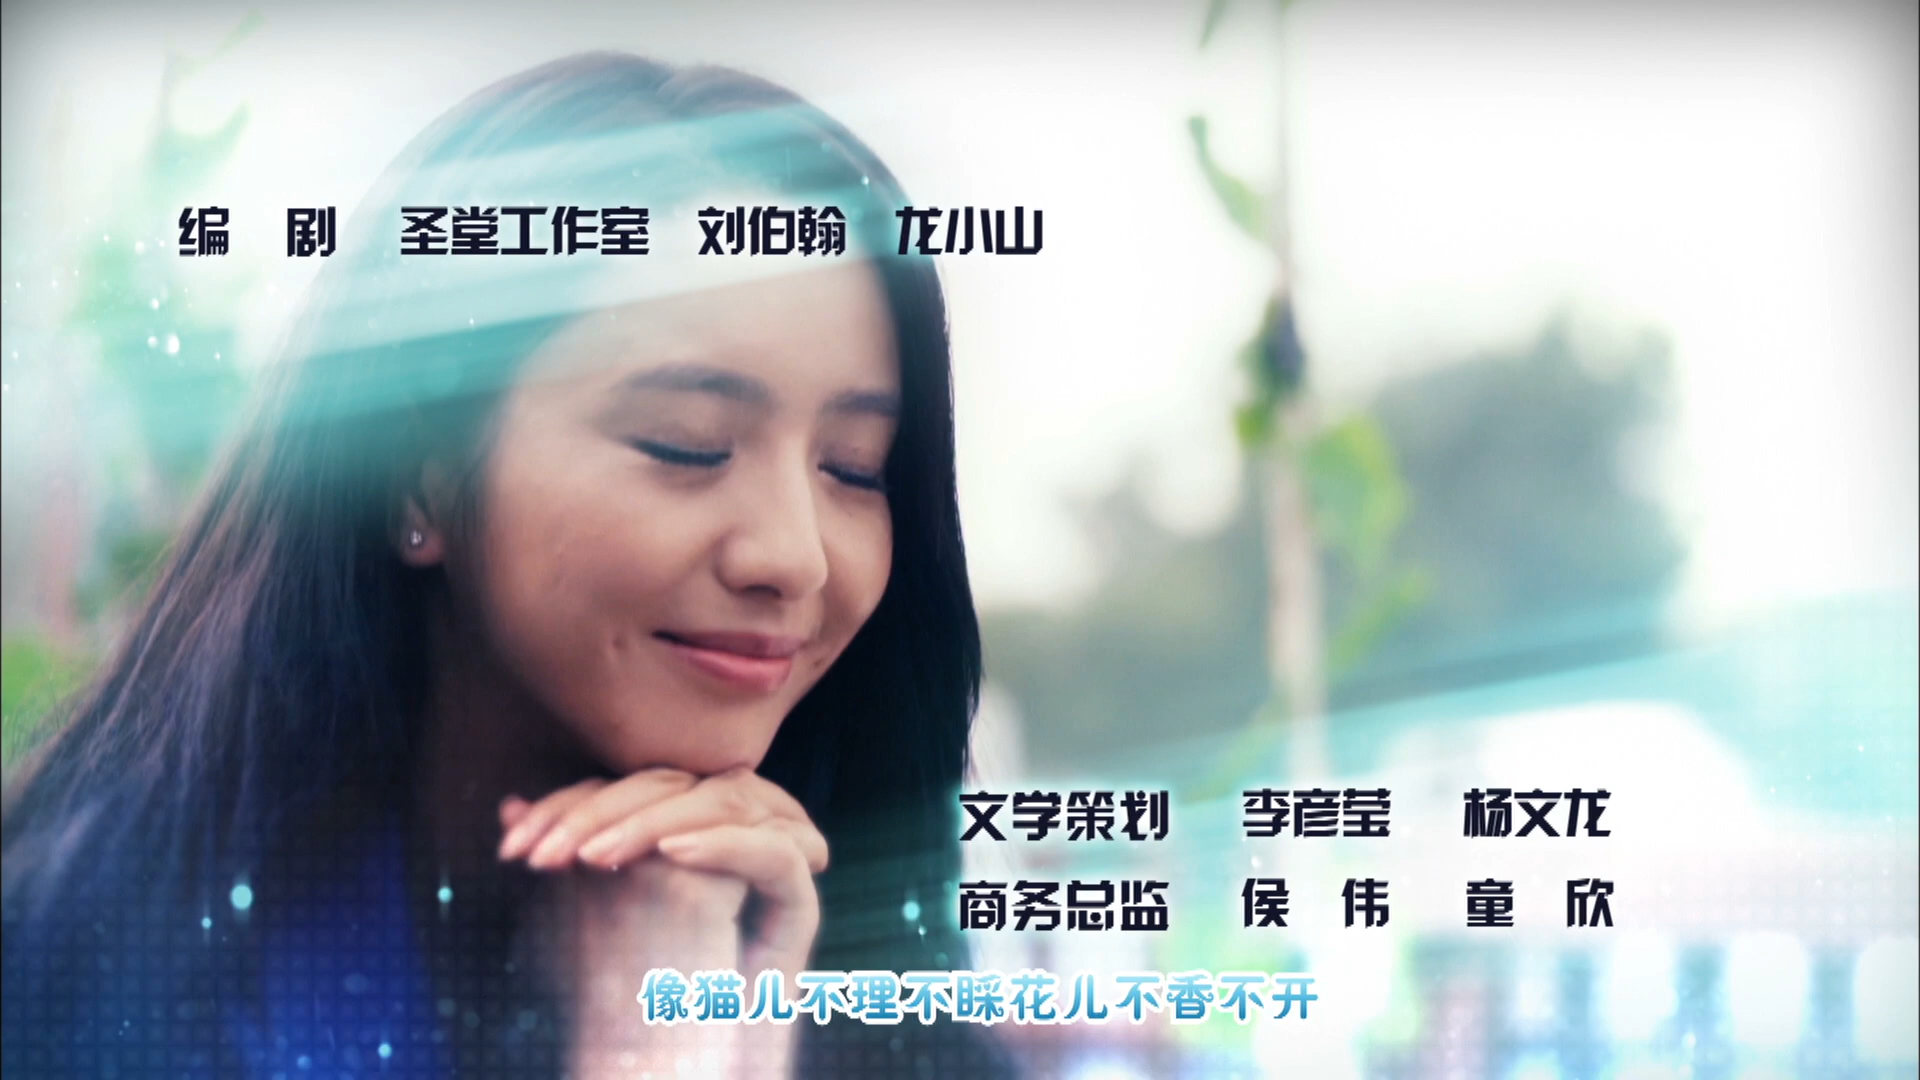 编 剧 圣堂工作室 刘伯翰 龙小山
文学策划 李彦莹 杨文龙
商务总监 侯 伟 童 欣
像猫儿不理不睬花儿不香不开